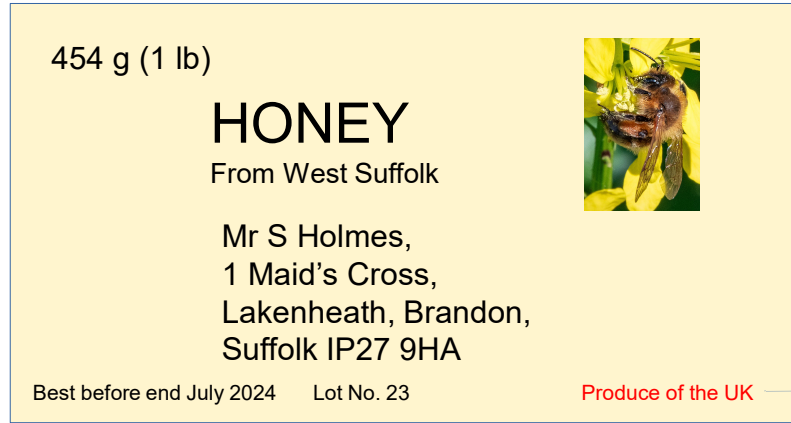 454 g (1 lb)
HONEY
From West Suffolk
Mr S Holmes,
1 Maid’s Cross,
Lakenheath, Brandon,
Suffolk IP27 9HA
Best before end July 2024 Lot No. 23 Produce of the UK